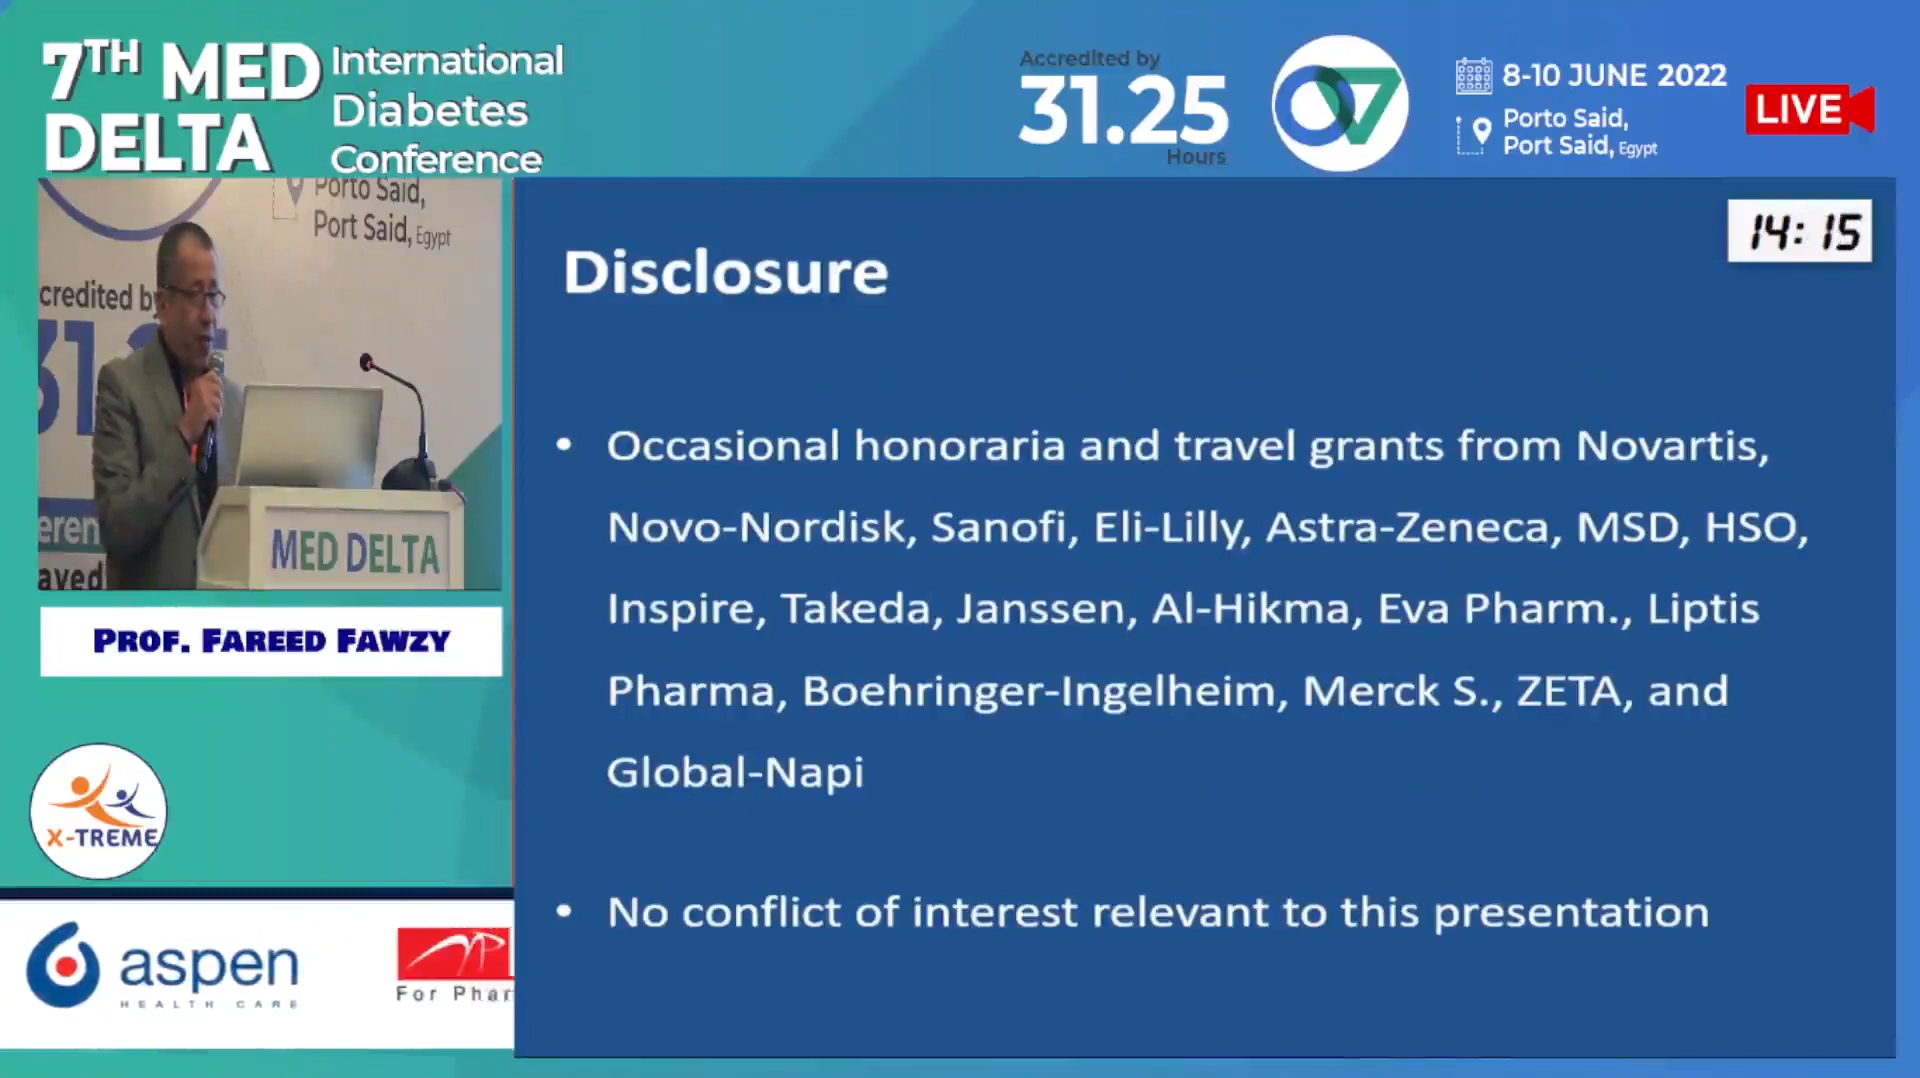 7TH MED
DELTA
International
Diabetes
Conference
Accredited by
31.25
Hours
8-10 JUNE 2022
Porto Said,
Port Said, Egypt
LIVE
Porto Said,
Port Said, Egypt
credited by
MED DELTA
PROF. FAREED FAWZY
X-TREME
aspen
HEALTH CARE
For Phar
14:15
Disclosure
• Occasional honoraria and travel grants from Novartis,
Novo-Nordisk, Sanofi, Eli-Lilly, Astra-Zeneca, MSD, HSO,
Inspire, Takeda, Janssen, Al-Hikma, Eva Pharm., Liptis
Pharma, Boehringer-Ingelheim, Merck S., ZETA, and
Global-Napi
• No conflict of interest relevant to this presentation